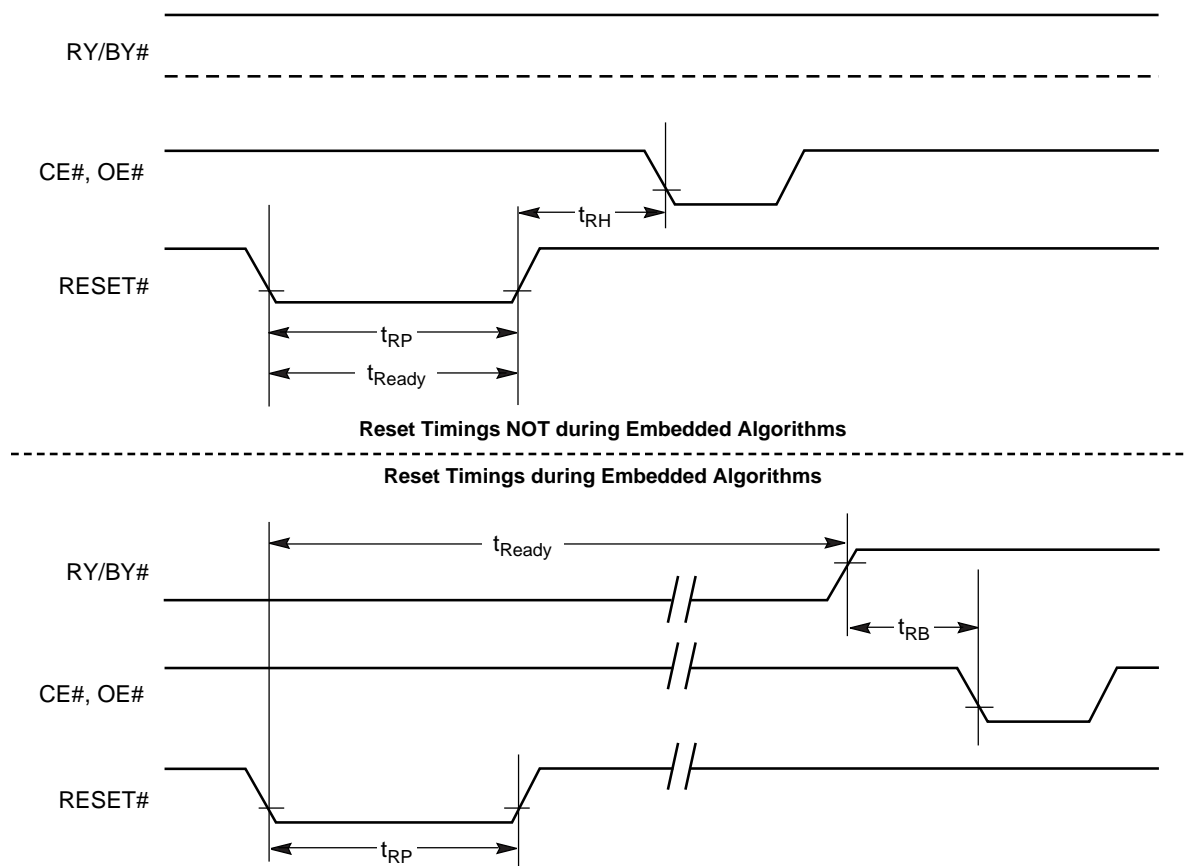 RY/BY#
CE#, OE#
tRH
RESET#
tRP
tReady
Reset Timings NOT during Embedded Algorithms
Reset Timings during Embedded Algorithms
tReady
RY/BY#
tRB
CE#, OE#
RESET#
tRP